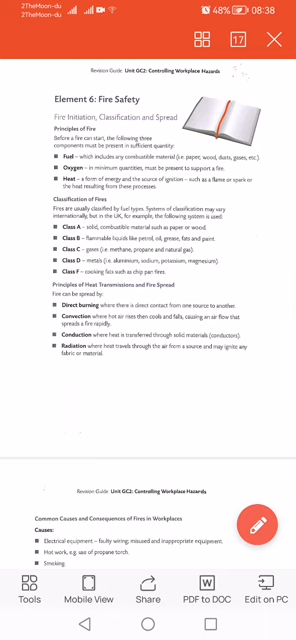 2TheMoon-du
2TheMoon-du
48%
08:38
17
Revision Guide Unit GC2: Controlling Workplace Hazards
Element 6: Fire Safety
Fire Initiation, Classification and Spread
Principles of Fire
Before a fire can start, the following three
components must be present in sufficient quantity:
Fuel – which includes any combustible material (i.e. paper, wood, dusts, gases, etc.)
Oxygen – in minimum quantities, must be present to support a fire.
Heat – a form of energy and the source of ignition – such as a flame or spark or
the heat resulting from these processes.
Classification of Fires
Fires are usually classified by fuel types. Systems of classification may vary
internationally, but in the UK, for example, the following system is used:
Class A – solid, combustible material such as paper or wood.
Class B – flammable liquids like petrol, oil, grease, fats and paint.
Class C – gases (i.e. methane, propane and natural gas).
Class D – metals (i.e. aluminium, sodium, potassium, magnesium).
Class F – cooking fats such as chip pan fires.
Principles of Heat Transmissions and Fire Spread
Fire can be spread by:
Direct burning where there is direct contact from one source to another.
Convection where hot air rises then cools and falls, causing an air flow that
spreads a fire rapidly.
Conduction where heat is transferred through solid materials (conductors).
Radiation where heat travels through the air from a source and may ignite any
fabric or material.
Revision Guide Unit GC2: Controlling Workplace Hazards
Common Causes and Consequences of Fires in Workplaces
Causes:
Electrical equipment – faulty wiring, misused and inappropriate equipment.
Hot work, e.g. use of propane torch.
Smoking.
Tools
Mobile View
Share
W
PDF to DOC
Edit on PC